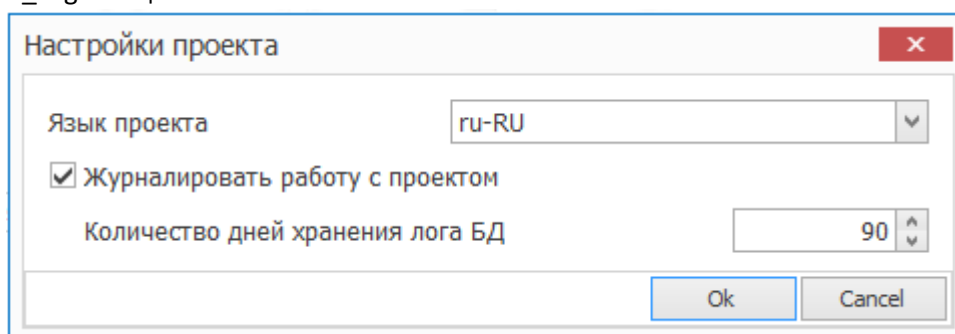 Настройки проекта
Язык проекта ru-RU
Журналировать работу с проектом
Количество дней хранения лога БД 90
Ok Cancel